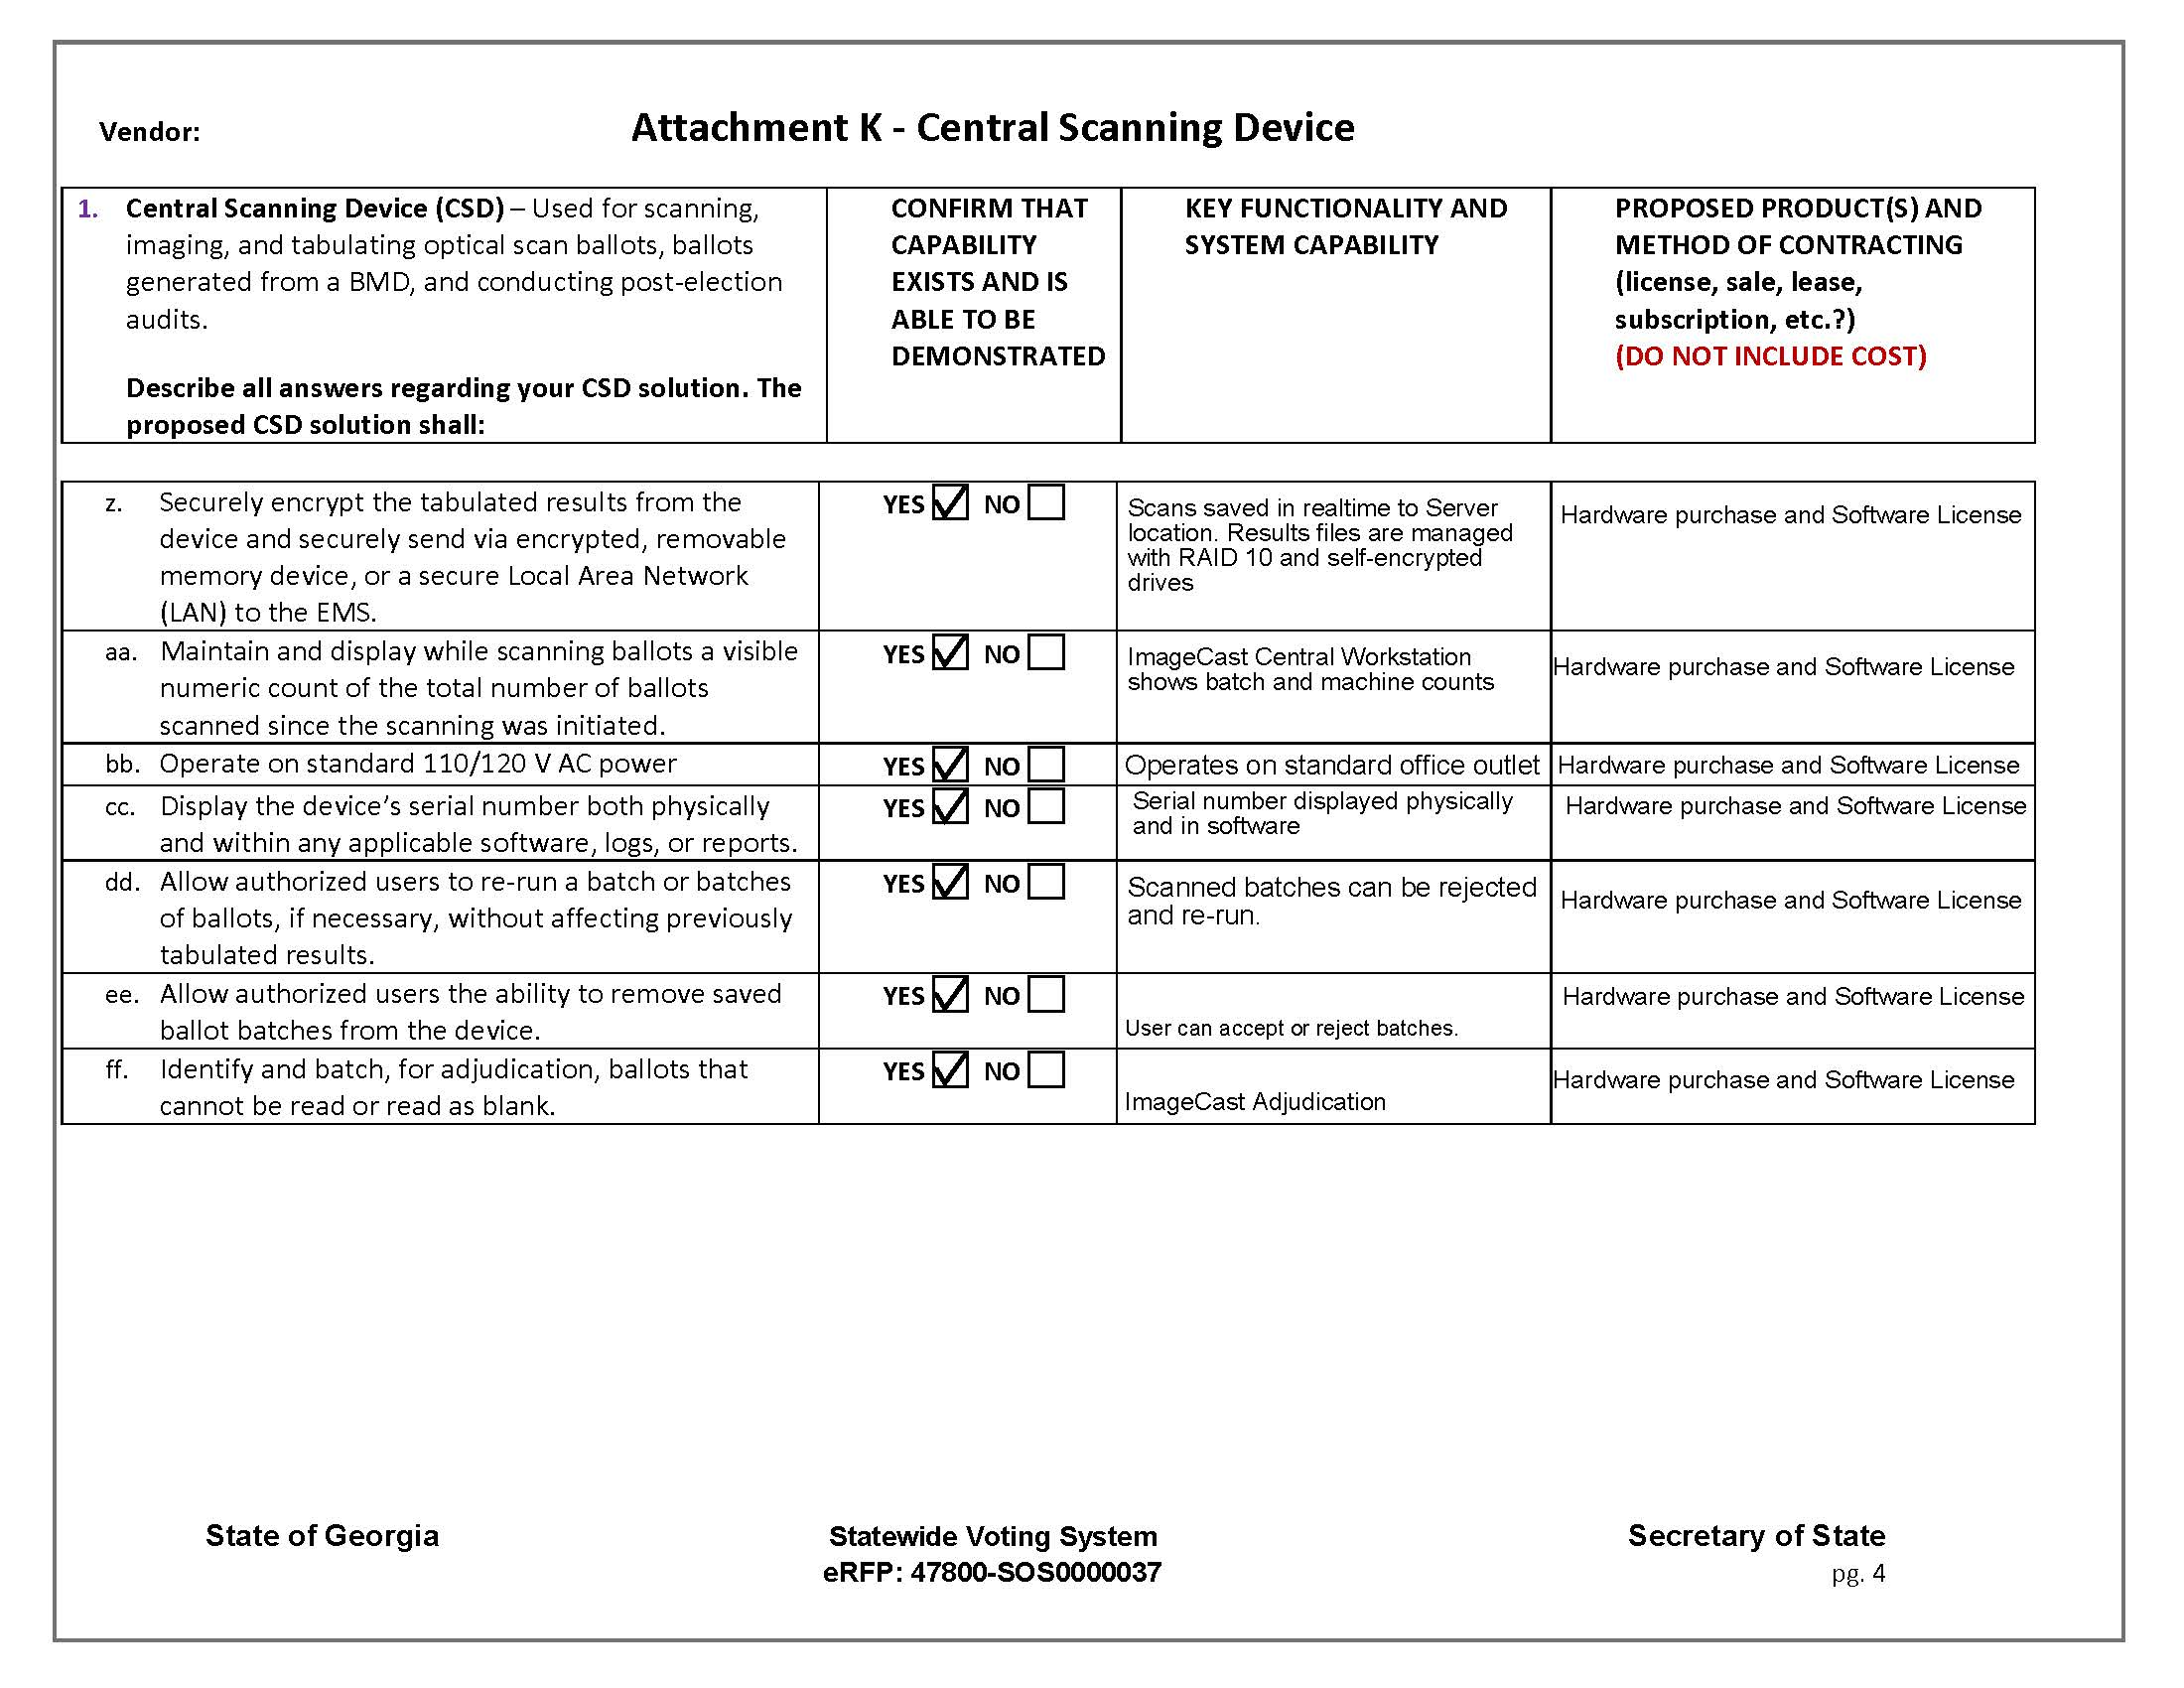 Vendor:
Attachment K - Central Scanning Device
1. Central Scanning Device (CSD) – Used for scanning,
imaging, and tabulating optical scan ballots, ballots
generated from a BMD, and conducting post-election
audits.
Describe all answers regarding your CSD solution. The
proposed CSD solution shall:
CONFIRM THAT
CAPABILITY
EXISTS AND IS
ABLE TO BE
DEMONSTRATED
KEY FUNCTIONALITY AND
SYSTEM CAPABILITY
PROPOSED PRODUCT(S) AND
METHOD OF CONTRACTING
(license, sale, lease,
subscription, etc.?)
(DO NOT INCLUDE COST)
z. Securely encrypt the tabulated results from the
device and securely send via encrypted, removable
memory device, or a secure Local Area Network
(LAN) to the EMS.
YES NO
Scans saved in realtime to Server
location. Results files are managed
with RAID 10 and self-encrypted
drives
Hardware purchase and Software License
aa. Maintain and display while scanning ballots a visible
numeric count of the total number of ballots
scanned since the scanning was initiated.
YES NO
ImageCast Central Workstation
shows batch and machine counts
Hardware purchase and Software License
bb. Operate on standard 110/120 V AC power
YES NO
Operates on standard office outlet
Hardware purchase and Software License
cc. Display the device’s serial number both physically
and within any applicable software, logs, or reports.
YES NO
Serial number displayed physically
and in software
Hardware purchase and Software License
dd. Allow authorized users to re-run a batch or batches
of ballots, if necessary, without affecting previously
tabulated results.
YES NO
Scanned batches can be rejected
and re-run.
Hardware purchase and Software License
ee. Allow authorized users the ability to remove saved
ballot batches from the device.
YES NO
User can accept or reject batches.
Hardware purchase and Software License
ff. Identify and batch, for adjudication, ballots that
cannot be read or read as blank.
YES NO
ImageCast Adjudication
Hardware purchase and Software License
State of Georgia
Statewide Voting System
eRFP: 47800-SOS0000037
Secretary of State
pg. 4